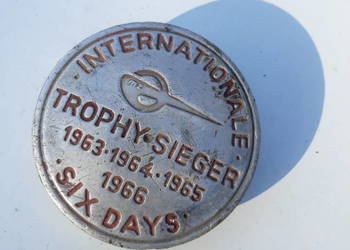 · INTERNATIONALE ·
TROPHY·SIEGER
1963·1964·1965
1966
SIX DAYS